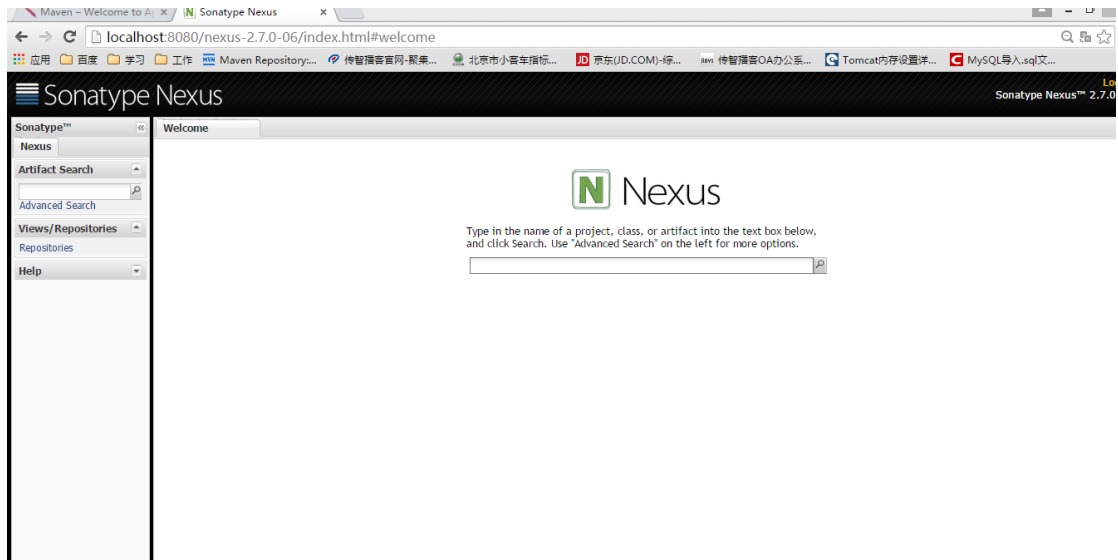 Maven – Welcome to A
Sonatype Nexus
localhost:8080/nexus-2.7.0-06/index.html#welcome
应用 百度 学习 工作 Maven Repository:... 传智播客官网-聚集... 北京市小客车指标... 京东(JD.COM)-综... 传智播客OA办公系... Tomcat内存设置详... MySQL导入.sql文...
Sonatype Nexus
Lo
Sonatype Nexus™ 2.7.0
Sonatype™
Welcome
Nexus
Artifact Search
Advanced Search
Views/Repositories
Repositories
Help
Nexus
Type in the name of a project, class, or artifact into the text box below,
and click Search. Use "Advanced Search" on the left for more options.